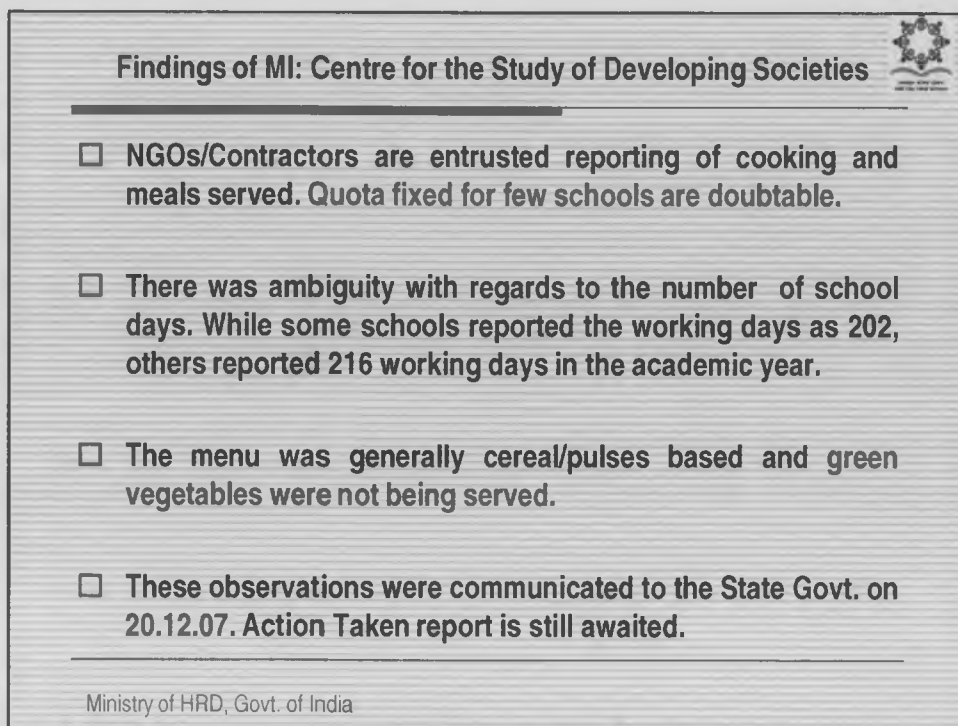 Findings of MI: Centre for the Study of Developing Societies
NGOs/Contractors are entrusted reporting of cooking and
meals served. Quota fixed for few schools are doubtable.
There was ambiguity with regards to the number of school
days. While some schools reported the working days as 202,
others reported 216 working days in the academic year.
The menu was generally cereal/pulses based and green
vegetables were not being served.
These observations were communicated to the State Govt. on
20.12.07. Action Taken report is still awaited.
Ministry of HRD, Govt. of India